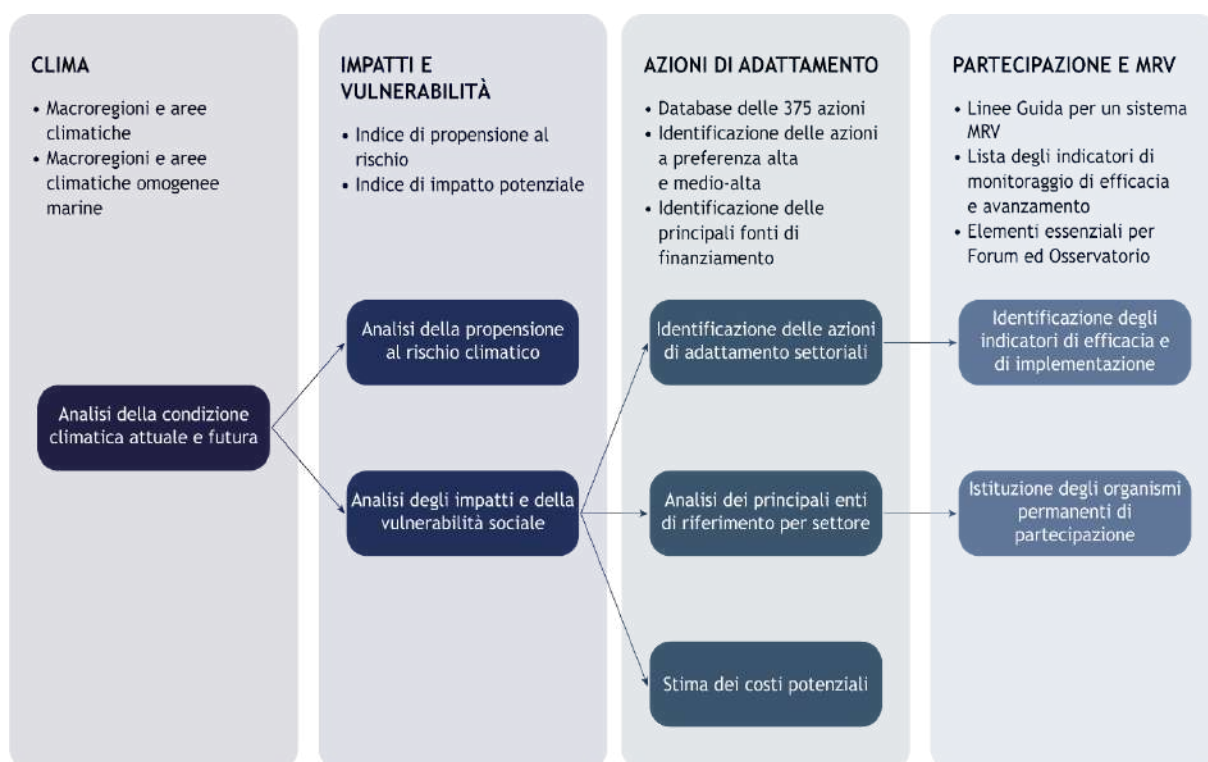 CLIMA
• Macroregioni e aree
climatiche
• Macroregioni e aree
climatiche omogenee
marine
Analisi della condizione
climatica attuale e futura
IMPATTI E
VULNERABILITÀ
• Indice di propensione al
rischio
• Indice di impatto potenziale
Analisi della propensione
al rischio climatico
Analisi degli impatti e della
vulnerabilità sociale
AZIONI DI ADATTAMENTO
• Database delle 375 azioni
• Identificazione delle azioni
a preferenza alta
e medio-alta
• Identificazione delle
principali fonti di
finanziamento
Identificazione delle azioni
di adattamento settoriali
Analisi dei principali enti
di riferimento per settore
Stima dei costi potenziali
PARTECIPAZIONE E MRV
• Linee Guida per un sistema
MRV
• Lista degli indicatori di
monitoraggio di efficacia
e avanzamento
• Elementi essenziali per
Forum ed Osservatorio
Identificazione degli
indicatori di efficacia e
di implementazione
Istituzione degli organismi
permanenti di
partecipazione